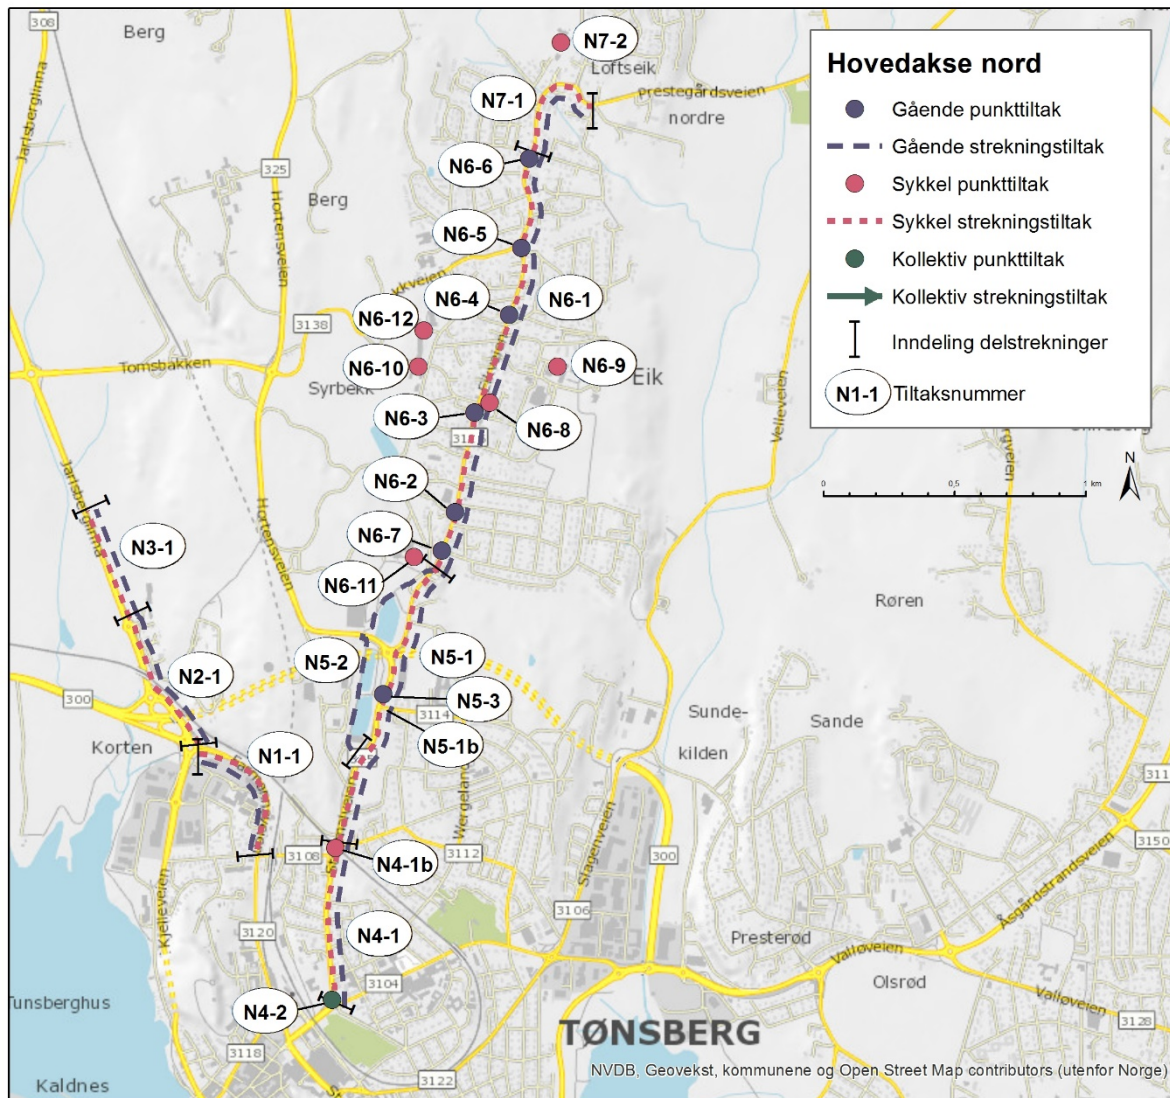 308
Berg
N7-2
Loftseik
Prestegårdsveien
nordre
N7-1
Jarlsberglinna
325
Hortensveien
N6-6
Berg
N6-5
N6-4
N6-1
N6-12
3138
Tomsbakken
N6-10
Syrbekk
N6-9
Eik
N6-3
N6-8
Velleveien
N6-2
Jarlsberglinna
Hortensveien
N6-7
N3-1
N6-11
Røren
N5-2
N5-1
N2-1
300
N5-3
3114
Sunde-
kilden
Sande
Korten
N1-1
N5-1b
311
3108
3112
N4-1b
Stagenveien
300
3150
Kjelleveien
3106
Åsgårdstrandsveien
3120
N4-1
Presterød
Valløveien
Olsrød
3104
Tunsberghus
N4-2
Valløveien
3128
TØNSBERG
3118
Kaldnes
3122
NVDB, Geovekst, kommunene og Open Street Map contributors (utenfor Norge)
Hovedakse nord
Gående punkttiltak
Gående strekningstiltak
Sykkel punkttiltak
Sykkel strekningstiltak
Kollektiv punkttiltak
Kollektiv strekningstiltak
Inndeling delstrekninger
N1-1 Tiltaksnummer
N
0 0,5 1 km